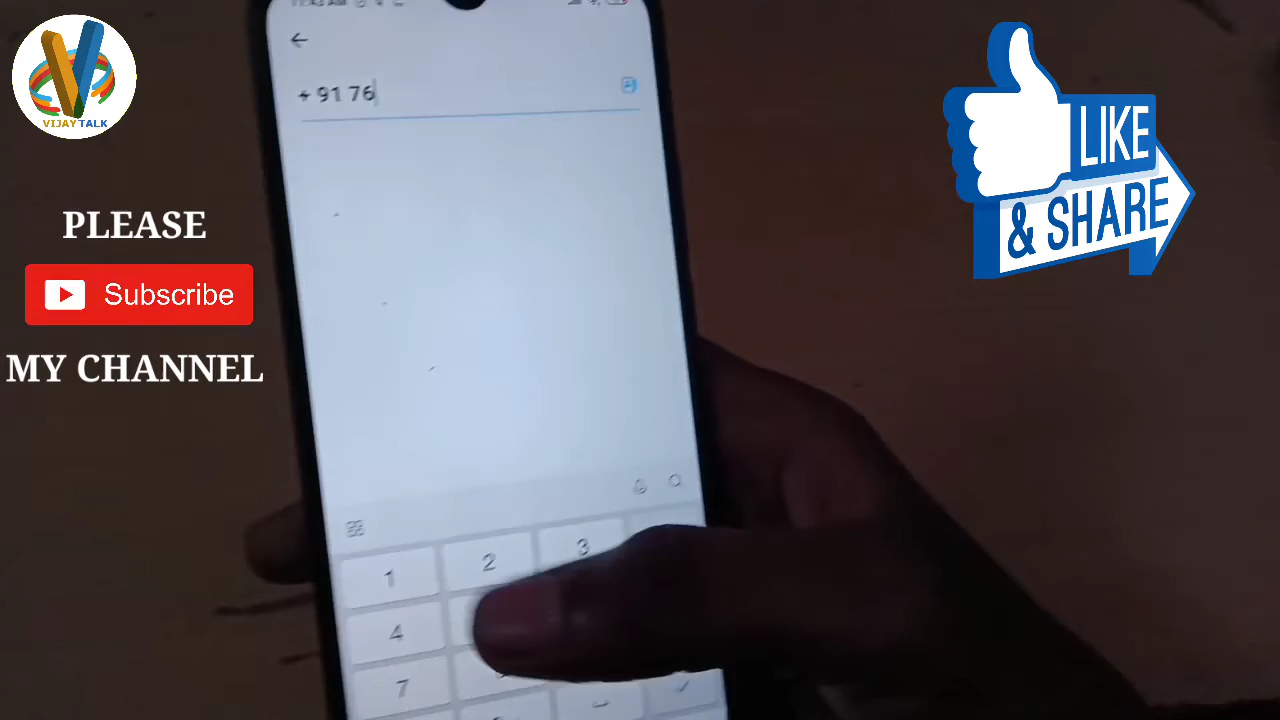 VIJAY TALK
PLEASE
Subscribe
MY CHANNEL
LIKE
& SHARE
+ 91 76
1
2
3
4
7